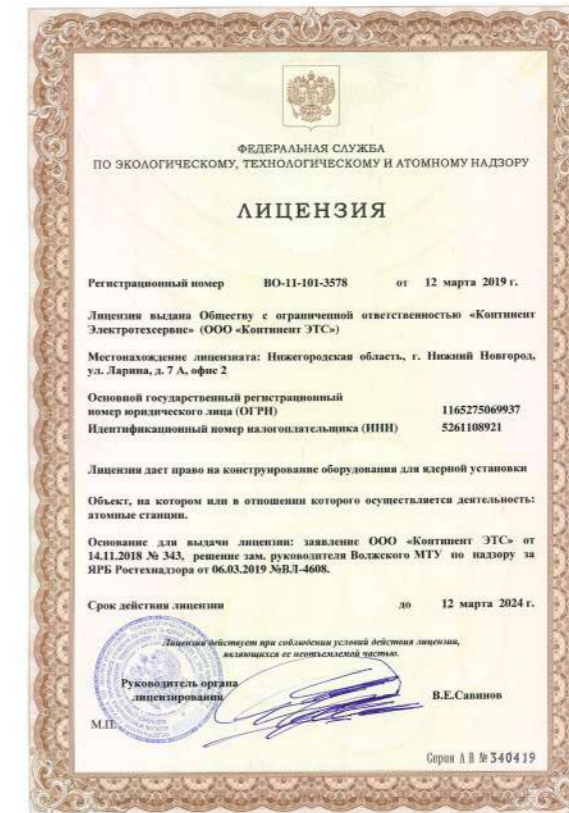 ФЕДЕРАЛЬНАЯ СЛУЖБА
ПО ЭКОЛОГИЧЕСКОМУ, ТЕХНОЛОГИЧЕСКОМУ И АТОМНОМУ НАДЗОРУ
ЛИЦЕНЗИЯ
Регистрационный номер ВО-11-101-3578 от 12 марта 2019 г.
Лицензия выдана Обществу с ограниченной ответственностью «Континент
Электротехсервис» (ООО «Континент ЭТС»)
Местонахождение лицензиата: Нижегородская область, г. Нижний Новгород,
ул. Ларина, д. 7 А, офис 2
Основной государственный регистрационный
номер юридического лица (ОГРН) 1165275069937
Идентификационный номер налогоплательщика (ИНН) 5261108921
Лицензия дает право на конструирование оборудования для ядерной установки
Объект, на котором или в отношении которого осуществляется деятельность:
атомные станции.
Основание для выдачи лицензии: заявление ООО «Континент ЭТС» от
14.11.2018 № 343, решение зам. руководителя Волжского МТУ по надзору за
ЯРБ Ростехнадзора от 06.03.2019 №ВЛ-4608.
Срок действия лицензии до 12 марта 2024 г.
Лицензия действует при соблюдении условий действия лицензии,
являющихся ее неотъемлемой частью.
Руководитель органа
лицензирования В.Е.Савинов
М.П.
Серия А В № 340419